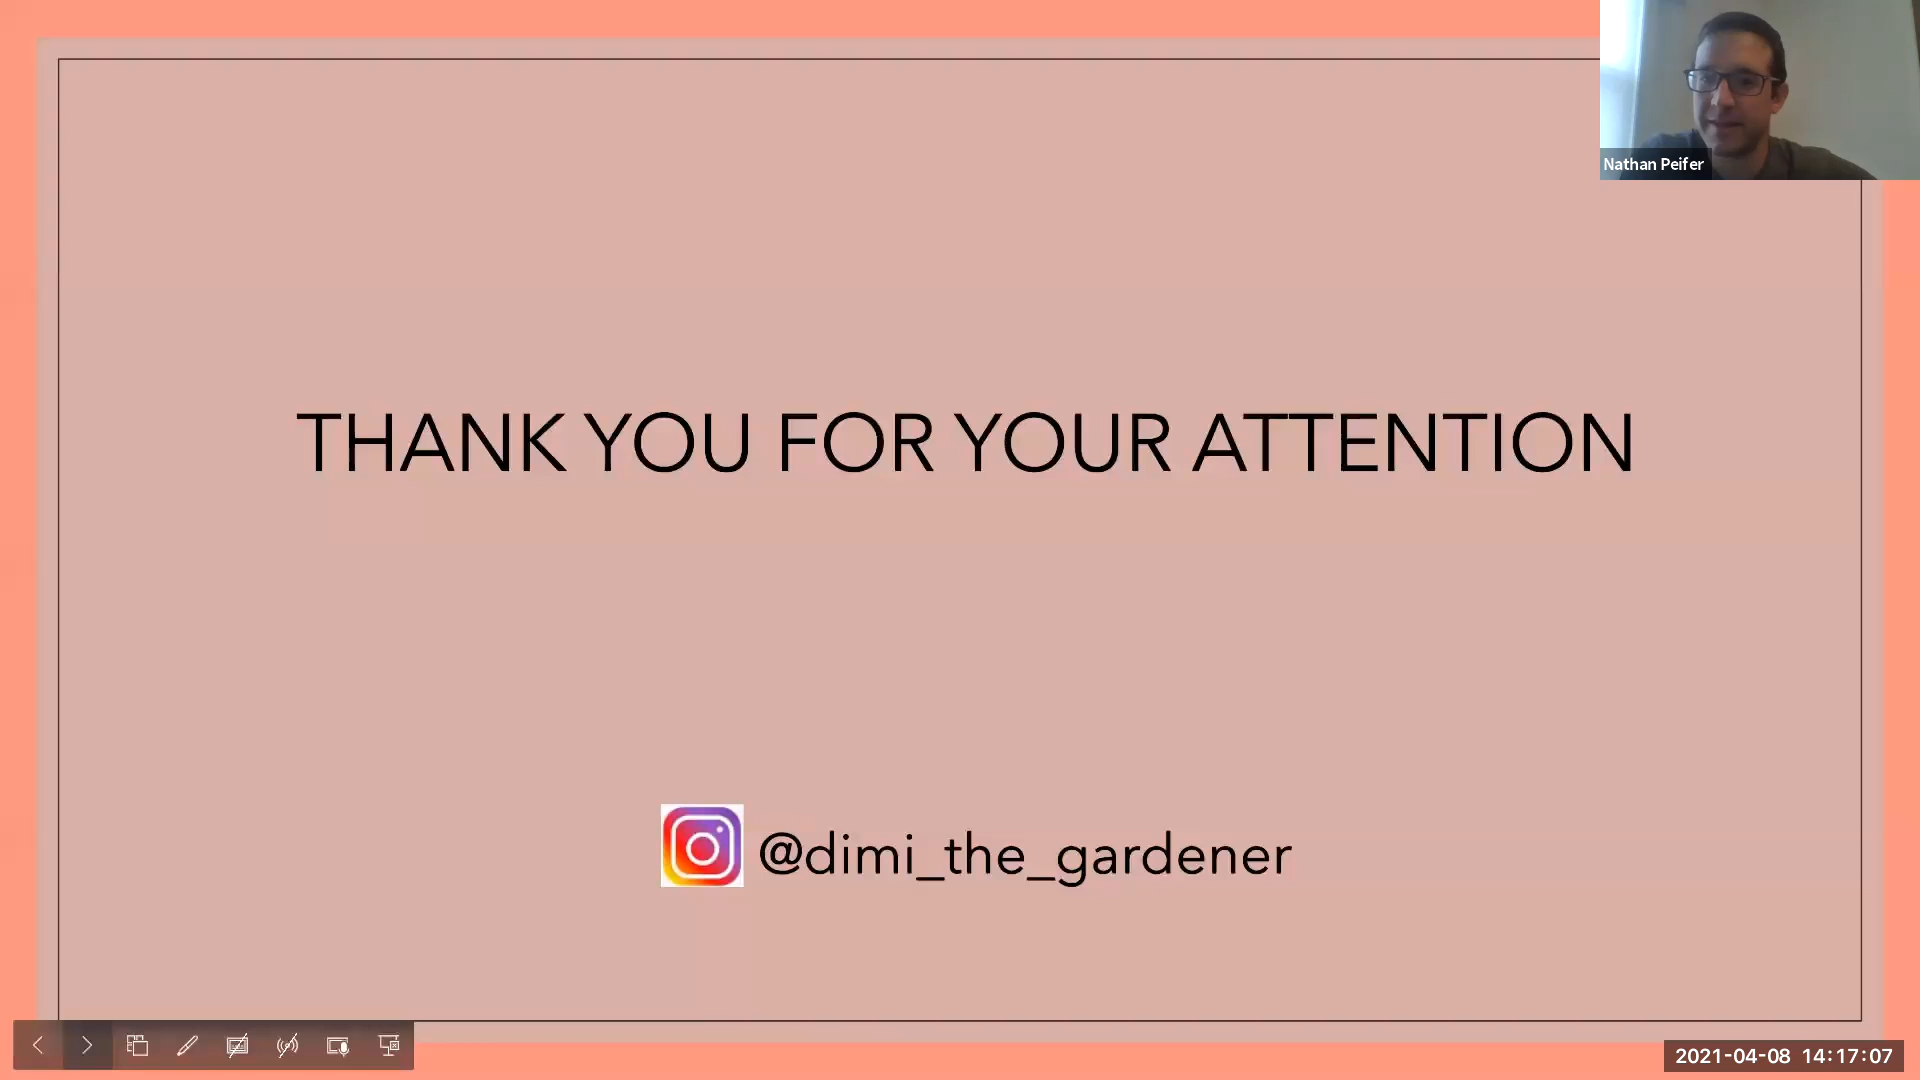 Nathan Peifer
THANK YOU FOR YOUR ATTENTION
@dimi_the_gardener
2021-04-08 14:17:07